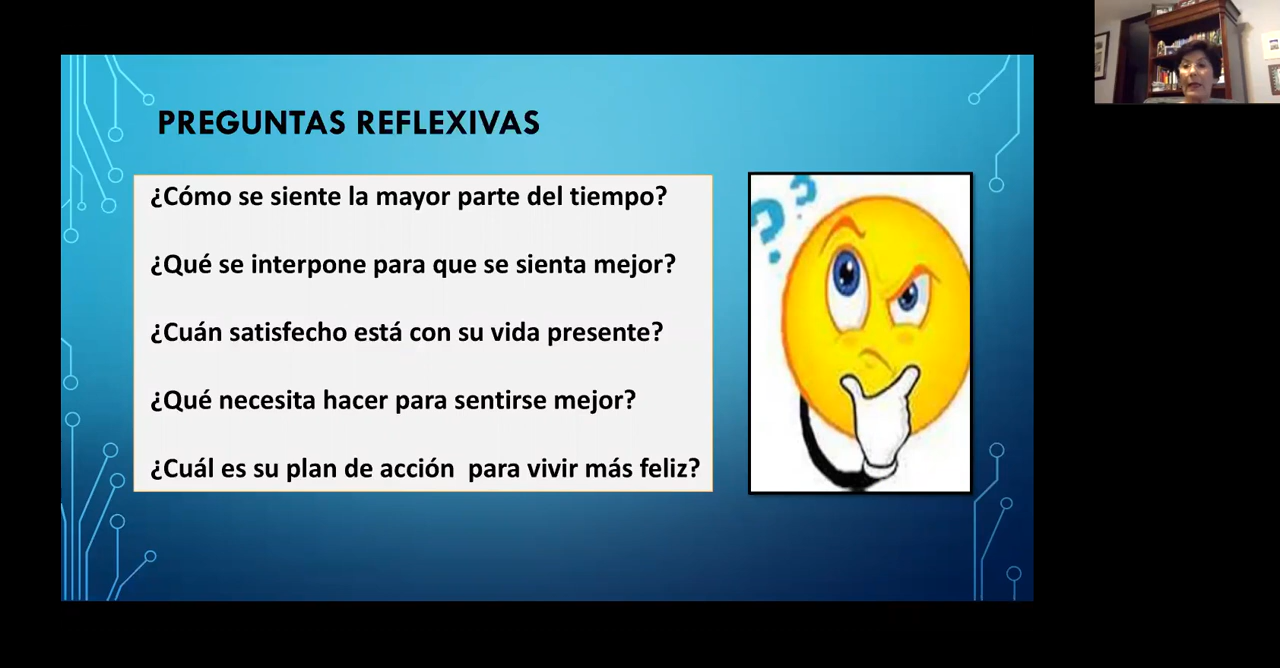 PREGUNTAS REFLEXIVAS
¿Cómo se siente la mayor parte del tiempo?
¿Qué se interpone para que se sienta mejor?
¿Cuán satisfecho está con su vida presente?
¿Qué necesita hacer para sentirse mejor?
¿Cuál es su plan de acción  para vivir más feliz?